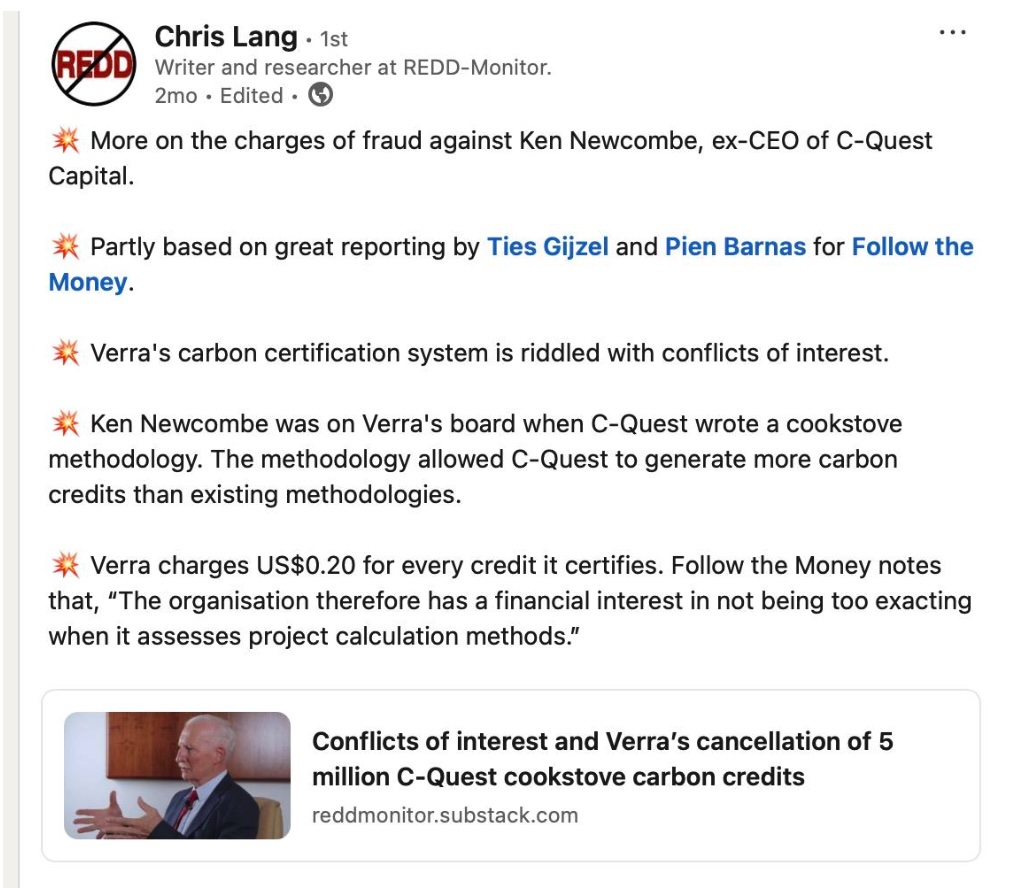 REDD
Chris Lang • 1st
Writer and researcher at REDD-Monitor.
2mo • Edited •
💥 More on the charges of fraud against Ken Newcombe, ex-CEO of C-Quest
Capital.
💥 Partly based on great reporting by Ties Gijzel and Pien Barnas for Follow the
Money.
💥 Verra's carbon certification system is riddled with conflicts of interest.
💥 Ken Newcombe was on Verra's board when C-Quest wrote a cookstove
methodology. The methodology allowed C-Quest to generate more carbon
credits than existing methodologies.
💥 Verra charges US$0.20 for every credit it certifies. Follow the Money notes
that, “The organisation therefore has a financial interest in not being too exacting
when it assesses project calculation methods.”
Conflicts of interest and Verra’s cancellation of 5
million C-Quest cookstove carbon credits
reddmonitor.substack.com